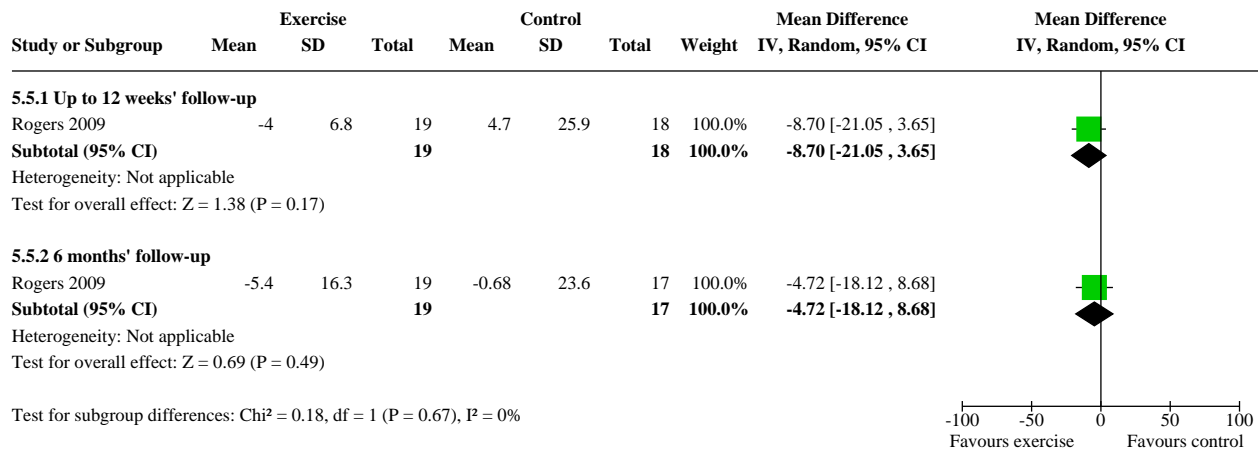 Exercise Control Mean Difference Mean Difference
Study or Subgroup Mean SD Total Mean SD Total Weight IV, Random, 95% CI IV, Random, 95% CI
5.5.1 Up to 12 weeks' follow-up
Rogers 2009 -4 6.8 19 4.7 25.9 18 100.0% -8.70 [-21.05 , 3.65]
Subtotal (95% CI) 19 18 100.0% -8.70 [-21.05 , 3.65]
Heterogeneity: Not applicable
Test for overall effect: Z = 1.38 (P = 0.17)
5.5.2 6 months' follow-up
Rogers 2009 -5.4 16.3 19 -0.68 23.6 17 100.0% -4.72 [-18.12 , 8.68]
Subtotal (95% CI) 19 17 100.0% -4.72 [-18.12 , 8.68]
Heterogeneity: Not applicable
Test for overall effect: Z = 0.69 (P = 0.49)
Test for subgroup differences: Chi² = 0.18, df = 1 (P = 0.67), I² = 0%
-100 -50 0 50 100
Favours exercise Favours control